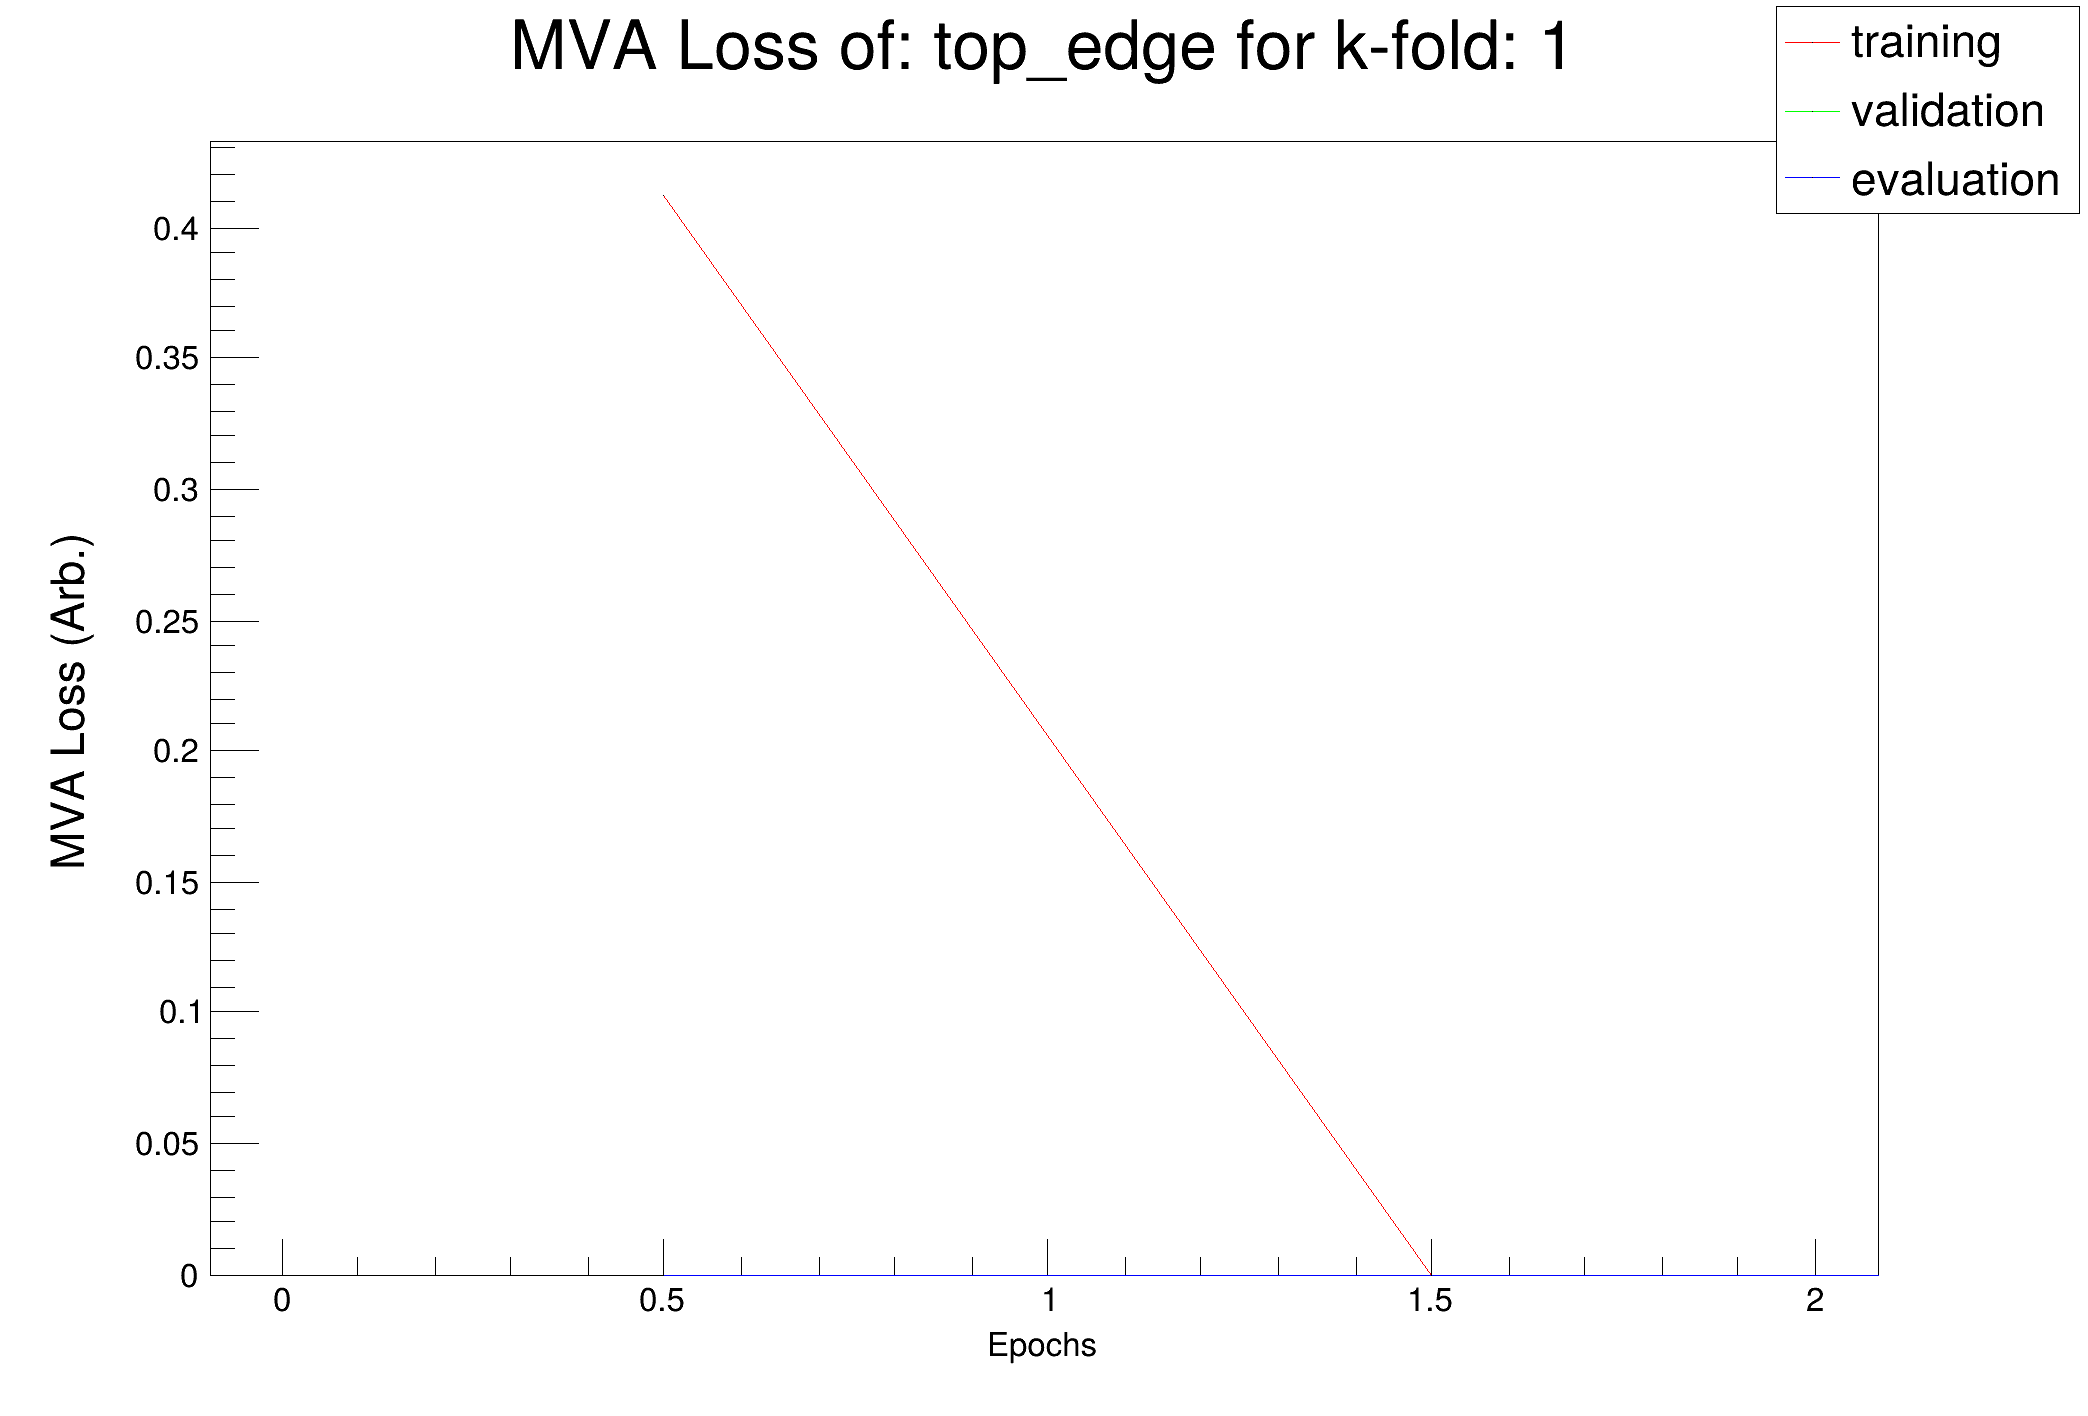 MVA Loss of: top_edge for k-fold: 1
training
validation
evaluation
MVA Loss (Arb.)
0.4
0.35
0.3
0.25
0.2
0.15
0.1
0.05
0
0 0.5 1 1.5 2
Epochs